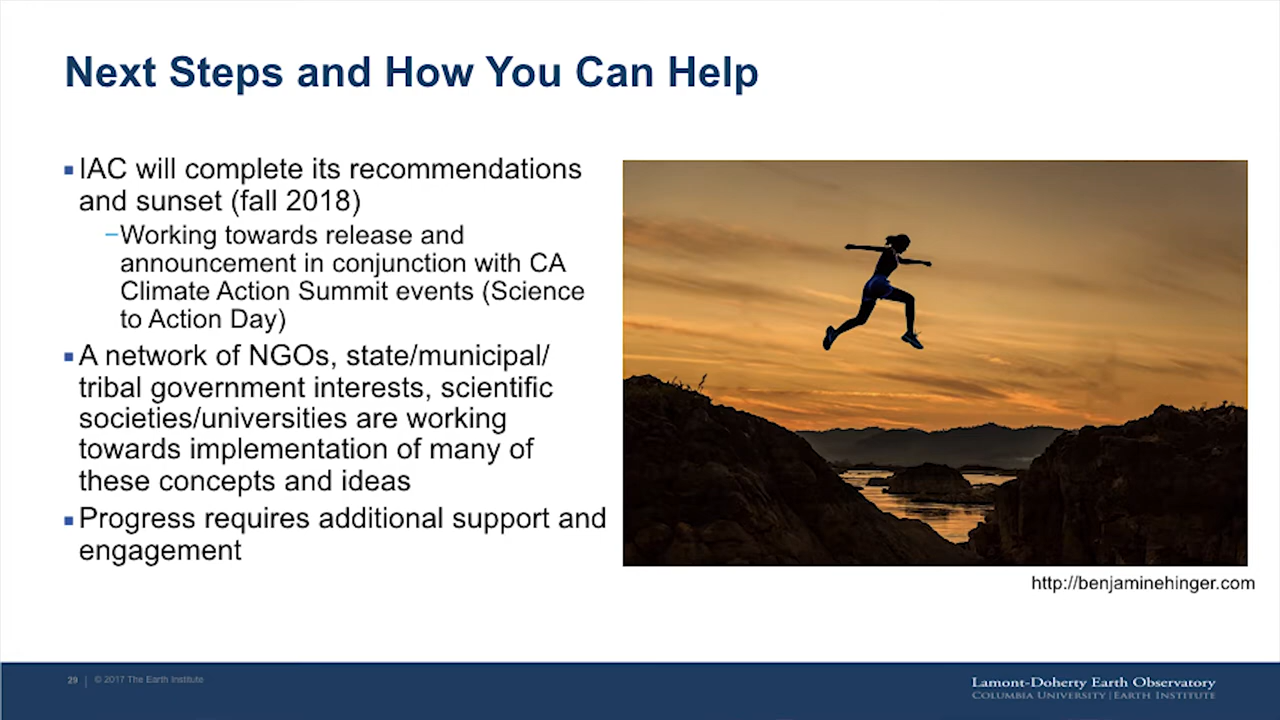 Next Steps and How You Can Help
▪IAC will complete its recommendations
and sunset (fall 2018)
–Working towards release and
announcement in conjunction with CA
Climate Action Summit events (Science
to Action Day)
▪A network of NGOs, state/municipal/
tribal government interests, scientific
societies/universities are working
towards implementation of many of
these concepts and ideas
▪Progress requires additional support and
engagement
http://benjaminehinger.com
29 | © 2017 The Earth Institute
Lamont-Doherty Earth Observatory
Columbia University | Earth Institute